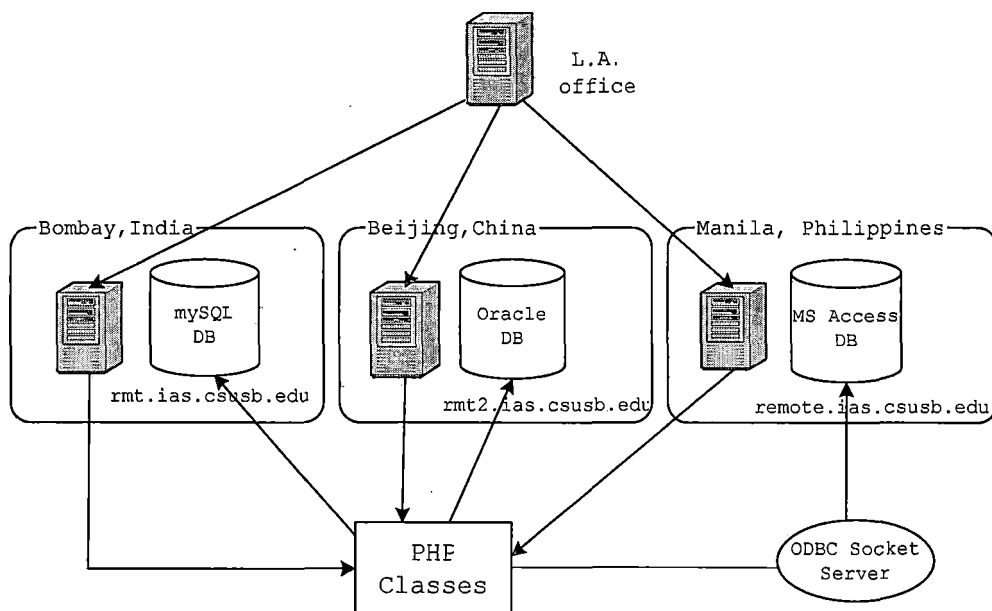 L.A.
office
Bombay,India
Beijing,China
Manila, Philippines
mySQL
DB
Oracle
DB
MS Access
DB
rmt.ias.csusb.edu
rmt2.ias.csusb.edu
remote.ias.csusb.edu
PHP
Classes
ODBC Socket
Server